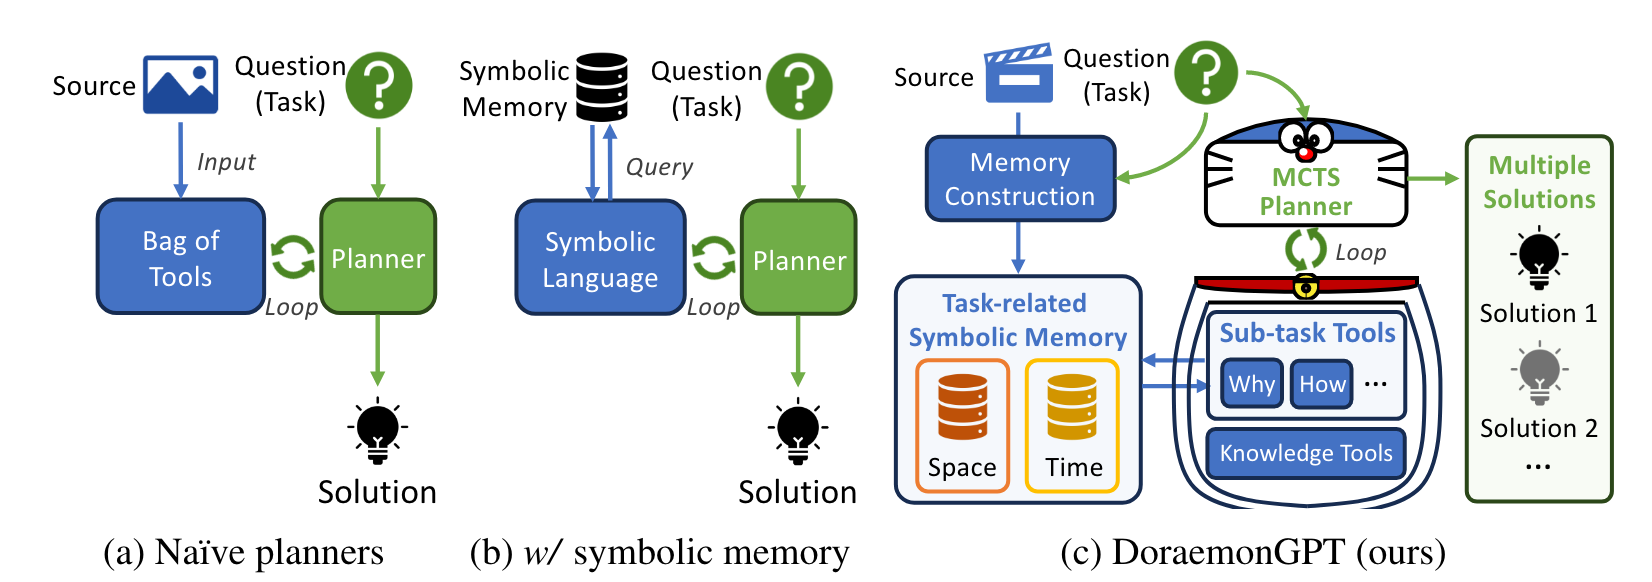 Source
Question
(Task)
Input
Bag of
Tools
Loop
Planner
Solution
(a) Naïve planners
Symbolic
Memory
Question
(Task)
Query
Symbolic
Language
Loop
Planner
Solution
(b) w/ symbolic memory
Source
Question
(Task)
Memory
Construction
MCTS
Planner
Loop
Task-related
Symbolic Memory
Space
Time
Sub-task Tools
Why
How
...
Knowledge Tools
Multiple
Solutions
Solution 1
Solution 2
...
(c) DoraemonGPT (ours)